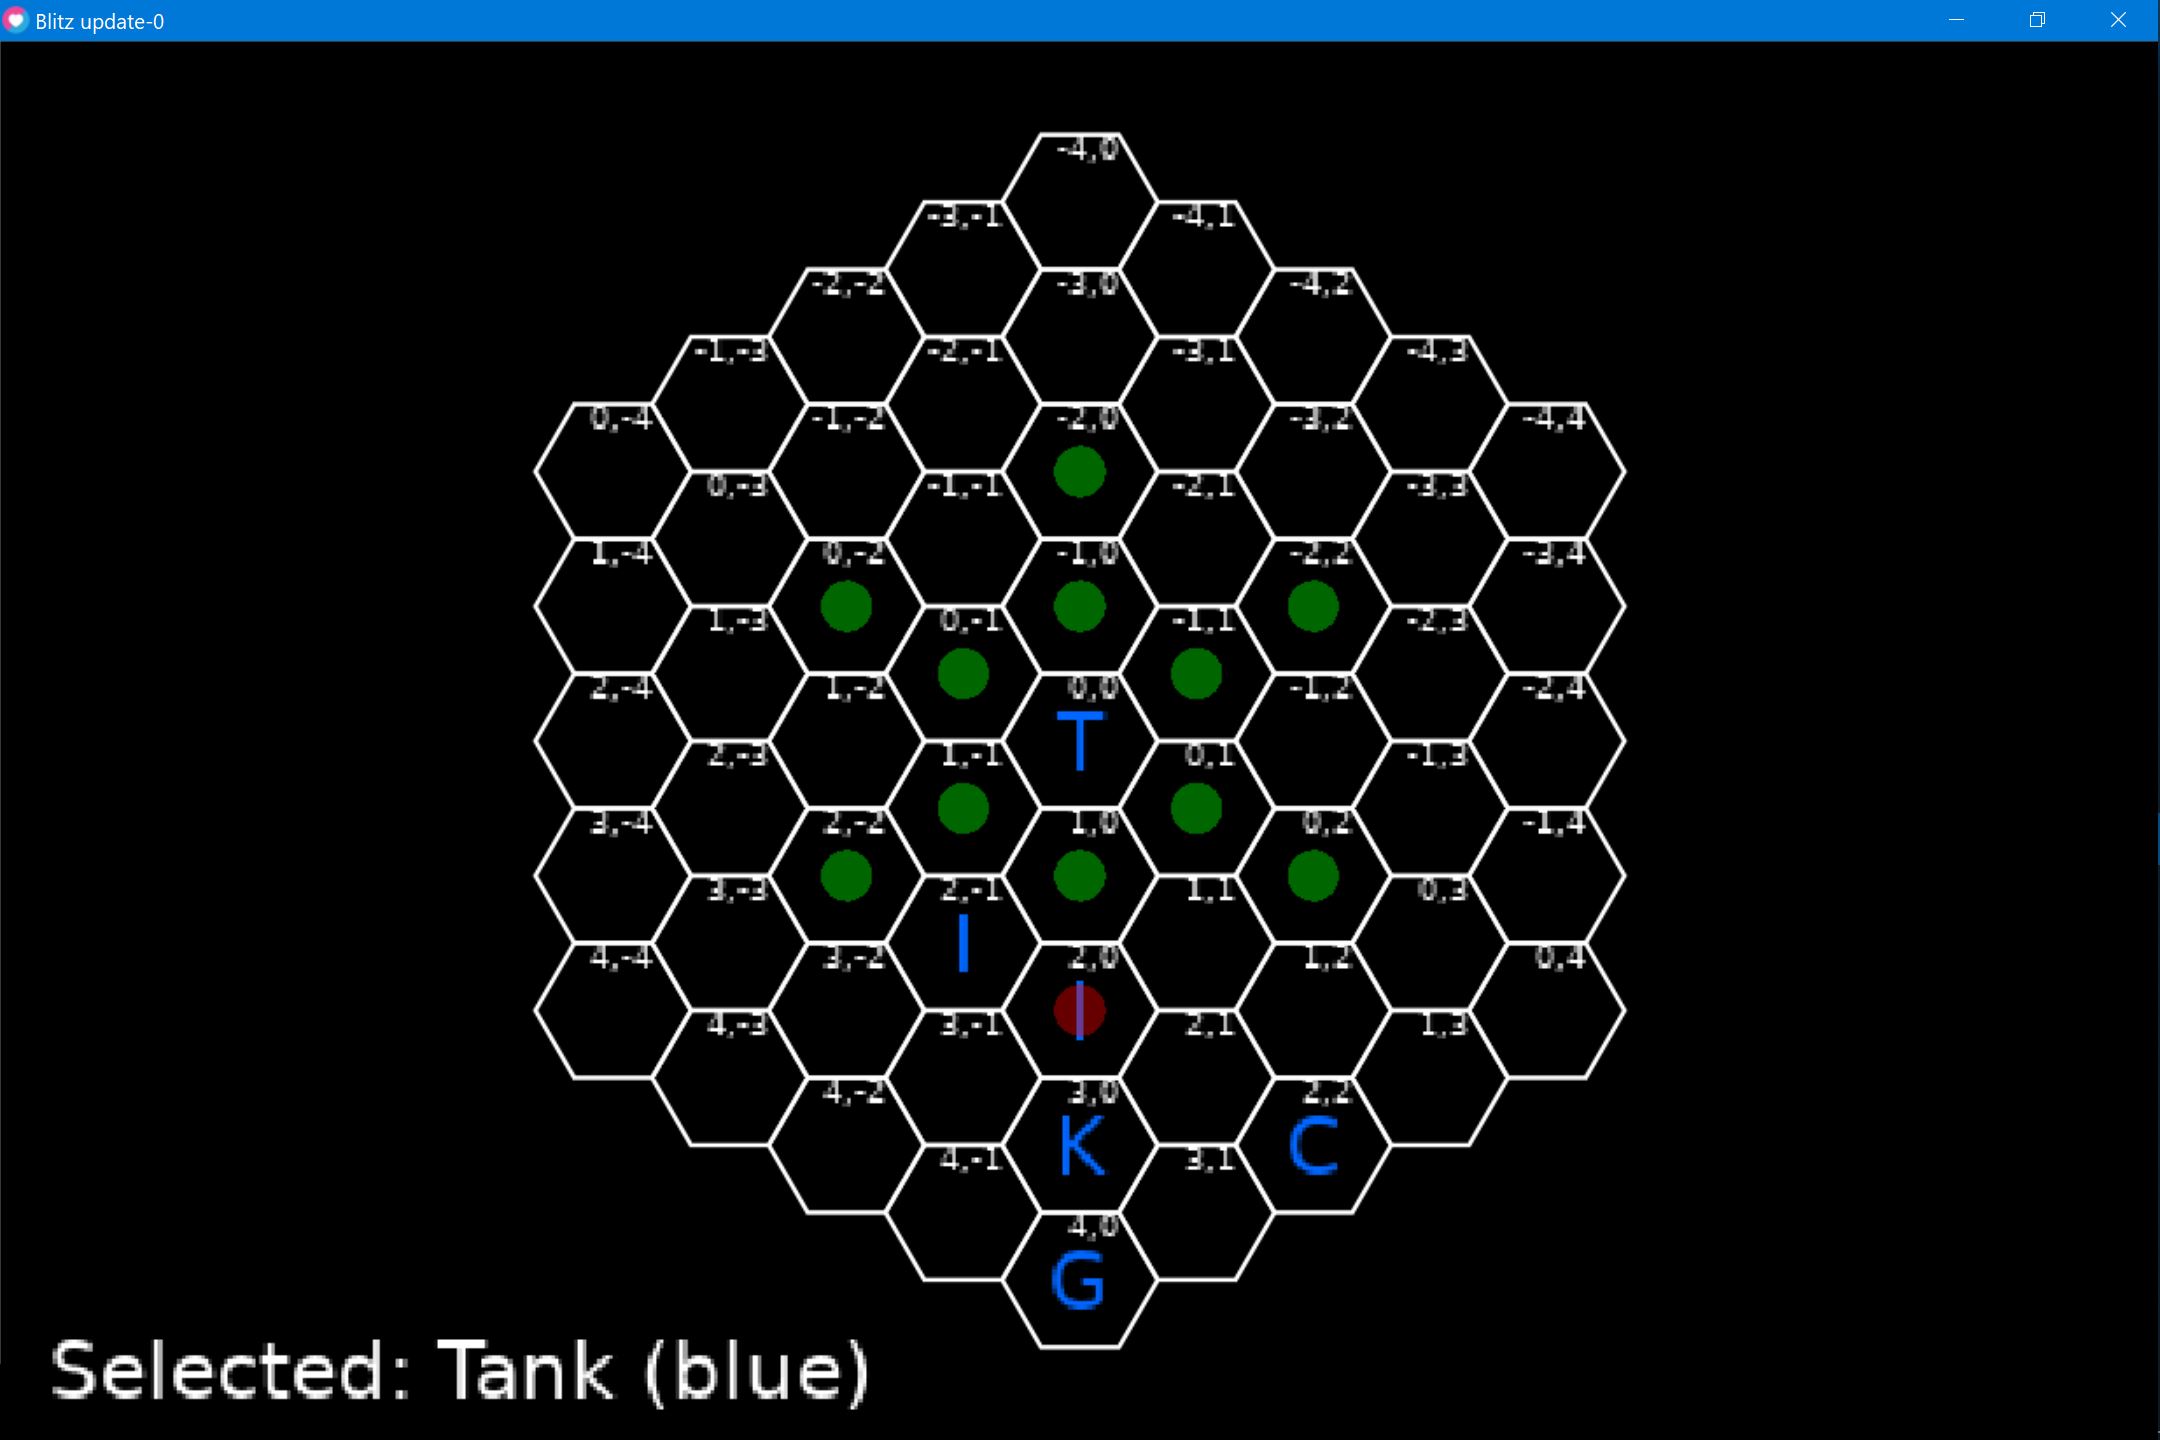 Blitz update-0
-4,0
-3,-1 -4,1
-2,-2 -3,0 -4,2
-1,-3 -2,-1 -3,1 -4,3
0,-4 -1,-2 -2,0 -3,2 -4,4
0,-3 -1,-1 -2,1 -3,3
1,-4 0,-2 -1,0 -2,2 -3,4
1,-3 0,-1 -1,1 -2,3
2,-4 1,-2 0,0 -1,2 -2,4
T
2,-3 1,-1 0,1 -1,3
3,-4 2,-2 1,0 0,2 -1,4
3,-3 2,-1 1,1 0,3
I
4,-4 3,-2 2,0 1,2 0,4
I
4,-3 3,-1 2,1 1,3
4,-2 3,0 2,2
K C
4,-1 3,1
4,0
G
Selected: Tank (blue)